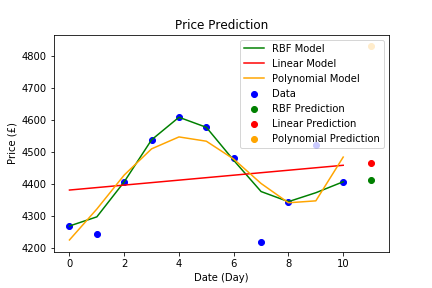 Price Prediction
RBF Model
Linear Model
Polynomial Model
Data
RBF Prediction
Linear Prediction
Polynomial Prediction
Price (£)
4800
4700
4600
4500
4400
4300
4200
0 2 4 6 8 10
Date (Day)